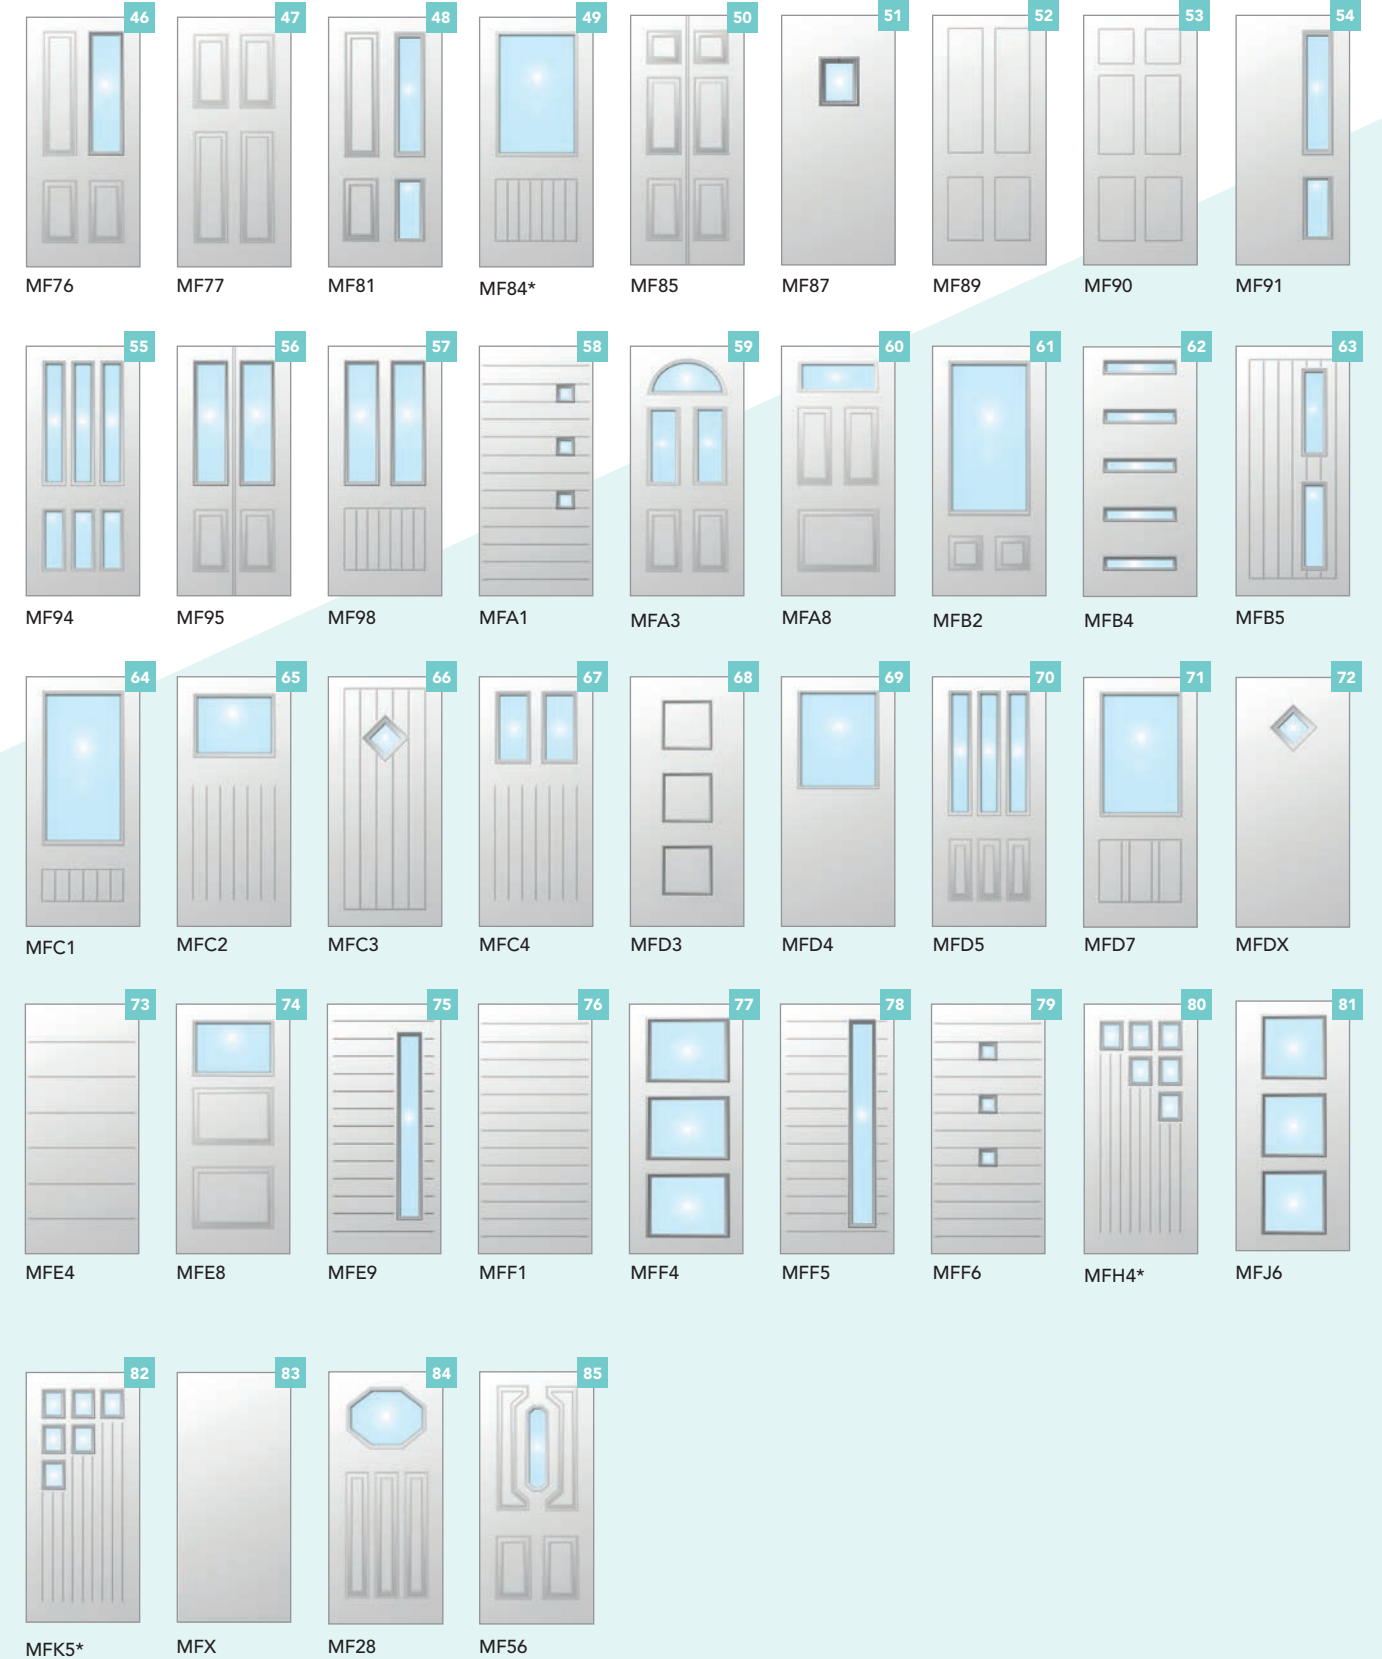 46 47 48 49 50 51 52 53 54
MF76 MF77 MF81 MF84* MF85 MF87 MF89 MF90 MF91
55 56 57 58 59 60 61 62 63
MF94 MF95 MF98 MFA1 MFA3 MFA8 MFB2 MFB4 MFB5
64 65 66 67 68 69 70 71 72
MFC1 MFC2 MFC3 MFC4 MFD3 MFD4 MFD5 MFD7 MFDX
73 74 75 76 77 78 79 80 81
MFE4 MFE8 MFE9 MFF1 MFF4 MFF5 MFF6 MFH4* MFJ6
82 83 84 85
MFK5* MFX MF28 MF56